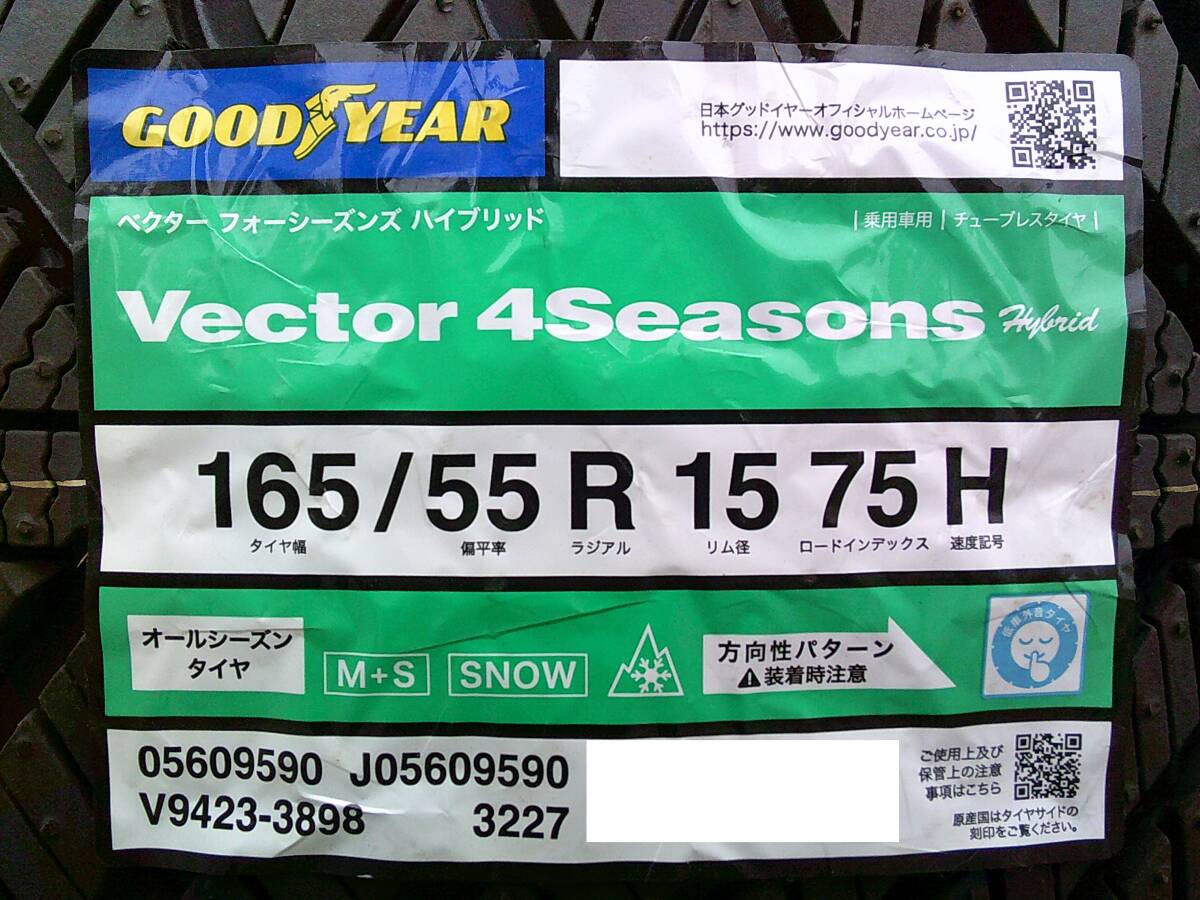 GOODYEAR
日本グッドイヤーオフィシャルホームページ
https://www.goodyear.co.jp/
ベクター フォーシーズンズ ハイブリッド
| 乗用車用 | チューブレスタイヤ |
Vector 4Seasons Hybrid
165/55 R 15 75 H
タイヤ幅 偏平率 ラジアル リム径 ロードインデックス 速度記号
オールシーズン
タイヤ
M+S
SNOW
方向性パターン
装着時注意
低車外音タイヤ
05609590 J05609590
V9423-3898 3227
ご使用上及び
保管上の注意
事項はこちら
原産国はタイヤサイドの
刻印をご覧ください。